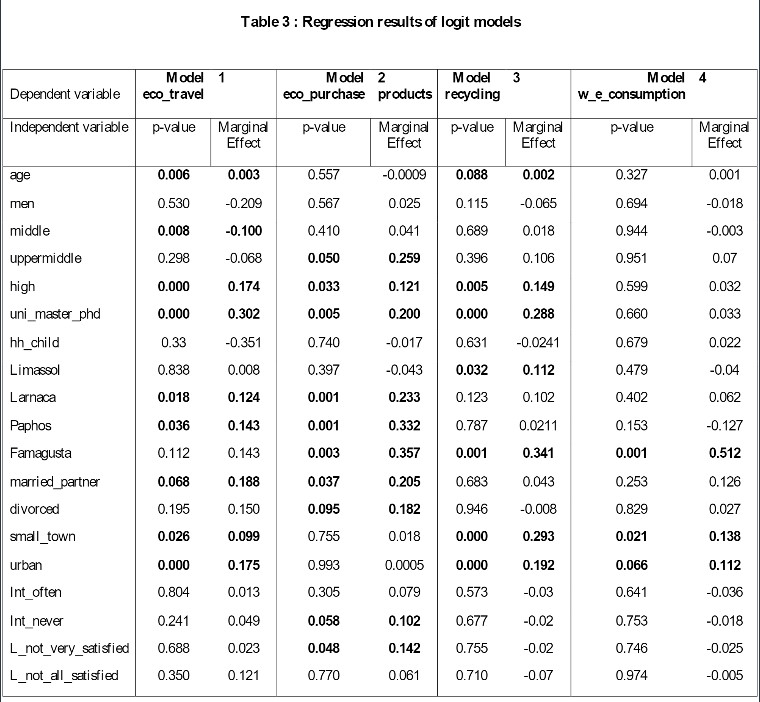 Table 3 : Regression results of logit models
Dependent variable Model 1 eco_travel Model 2 eco_purchase products Model 3 recycling Model 4 w_e_consumption
Independent variable p-value Marginal Effect p-value Marginal Effect p-value Marginal Effect p-value Marginal Effect
age 0.006 0.003 0.557 -0.0009 0.088 0.002 0.327 0.001
men 0.530 -0.209 0.567 0.025 0.115 -0.065 0.694 -0.018
middle 0.008 -0.100 0.410 0.041 0.689 0.018 0.944 -0.003
uppermiddle 0.298 -0.068 0.050 0.259 0.396 0.106 0.951 0.07
high 0.000 0.174 0.033 0.121 0.005 0.149 0.599 0.032
uni_master_phd 0.000 0.302 0.005 0.200 0.000 0.288 0.660 0.033
hh_child 0.33 -0.351 0.740 -0.017 0.631 -0.0241 0.679 0.022
Limassol 0.838 0.008 0.397 -0.043 0.032 0.112 0.479 -0.04
Larnaca 0.018 0.124 0.001 0.233 0.123 0.102 0.402 0.062
Paphos 0.036 0.143 0.001 0.332 0.787 0.0211 0.153 -0.127
Famagusta 0.112 0.143 0.003 0.357 0.001 0.341 0.001 0.512
married_partner 0.068 0.188 0.037 0.205 0.683 0.043 0.253 0.126
divorced 0.195 0.150 0.095 0.182 0.946 -0.008 0.829 0.027
small_town 0.026 0.099 0.755 0.018 0.000 0.293 0.021 0.138
urban 0.000 0.175 0.993 0.0005 0.000 0.192 0.066 0.112
Int_often 0.804 0.013 0.305 0.079 0.573 -0.03 0.641 -0.036
Int_never 0.241 0.049 0.058 0.102 0.677 -0.02 0.753 -0.018
L_not_very_satisfied 0.688 0.023 0.048 0.142 0.755 -0.02 0.746 -0.025
L_not_all_satisfied 0.350 0.121 0.770 0.061 0.710 -0.07 0.974 -0.005